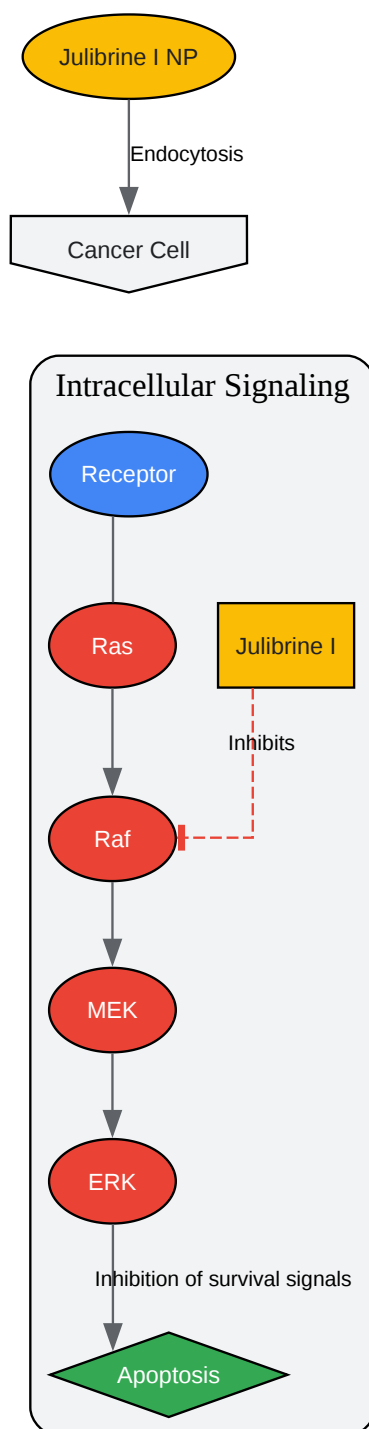 Julibrine I NP
Endocytosis
Cancer Cell
Intracellular Signaling
Receptor
Ras
Julibrine I
Inhibits
Raf
MEK
ERK
Inhibition of survival signals
Apoptosis